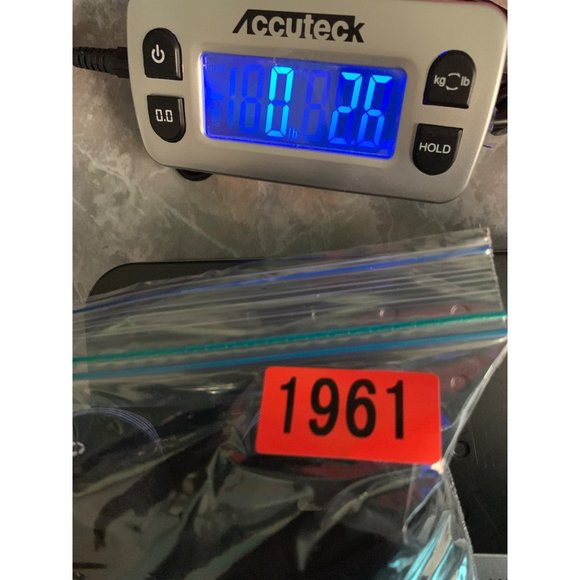 ACCUTECK
0.0
kg lb
HOLD
0 lb 2.6
1961